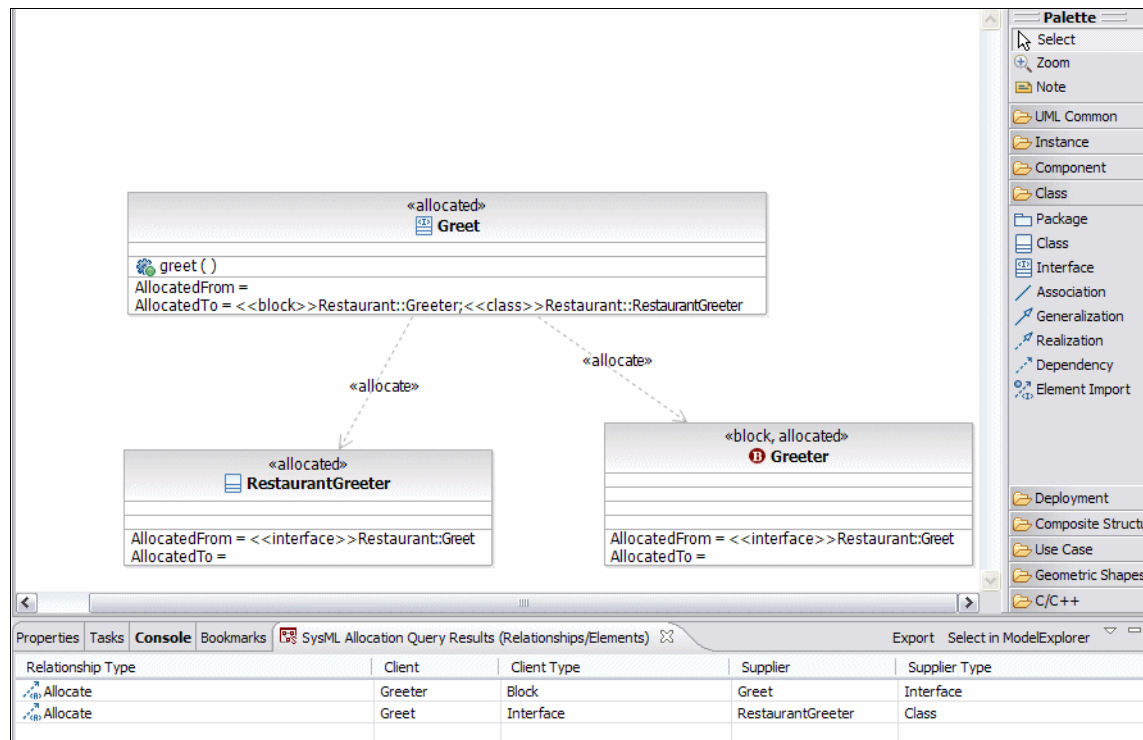 Palette
Select
Zoom
Note
UML Common
Instance
Component
Class
Package
Class
Interface
Association
Generalization
Realization
Dependency
Element Import
Deployment
Composite Structu
Use Case
Geometric Shapes
C/C++
«allocated»
Greet
greet ( )
AllocatedFrom =
AllocatedTo = <<block>>Restaurant::Greeter;<<class>>Restaurant::RestaurantGreeter
«allocate»
«allocate»
«allocated»
RestaurantGreeter
AllocatedFrom = <<interface>>Restaurant::Greet
AllocatedTo =
«block, allocated»
Greeter
AllocatedFrom = <<interface>>Restaurant::Greet
AllocatedTo =
Properties Tasks Console Bookmarks SysML Allocation Query Results (Relationships/Elements) Export Select in ModelExplorer
Relationship Type Client Client Type Supplier Supplier Type
Allocate Greeter Block Greet Interface
Allocate Greet Interface RestaurantGreeter Class